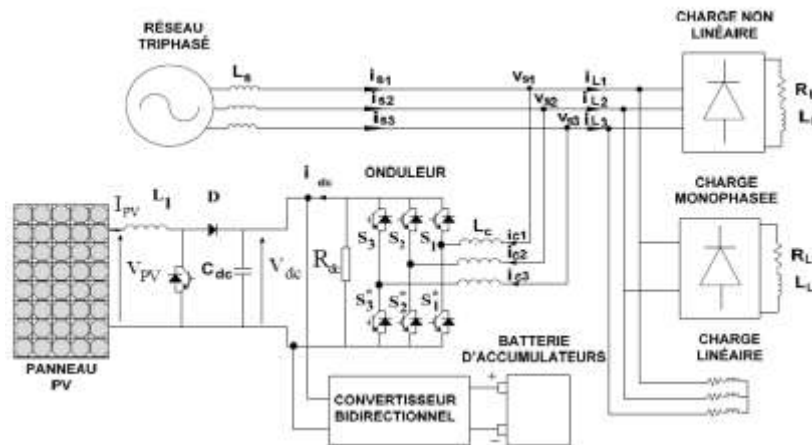 RÉSEAU
TRIPHASÉ
CHARGE NON
LINÉAIRE
Ls
is1
is2
is3
vs1
vs2
vs3
iL1
iL2
iL3
RL
i dc
ONDULEUR
CHARGE
MONOPHASEE
IPV
L1
D
VPV
Cdc
Vdc
Rdc
S3
S2
S1
Lc
ic1
ic2
ic3
RL
LL
S3"
S2"
S1"
BATTERIE
D'ACCUMULATEURS
CHARGE
LINÉAIRE
PANNEAU
PV
CONVERTISSEUR
BIDIRECTIONNEL
+
−